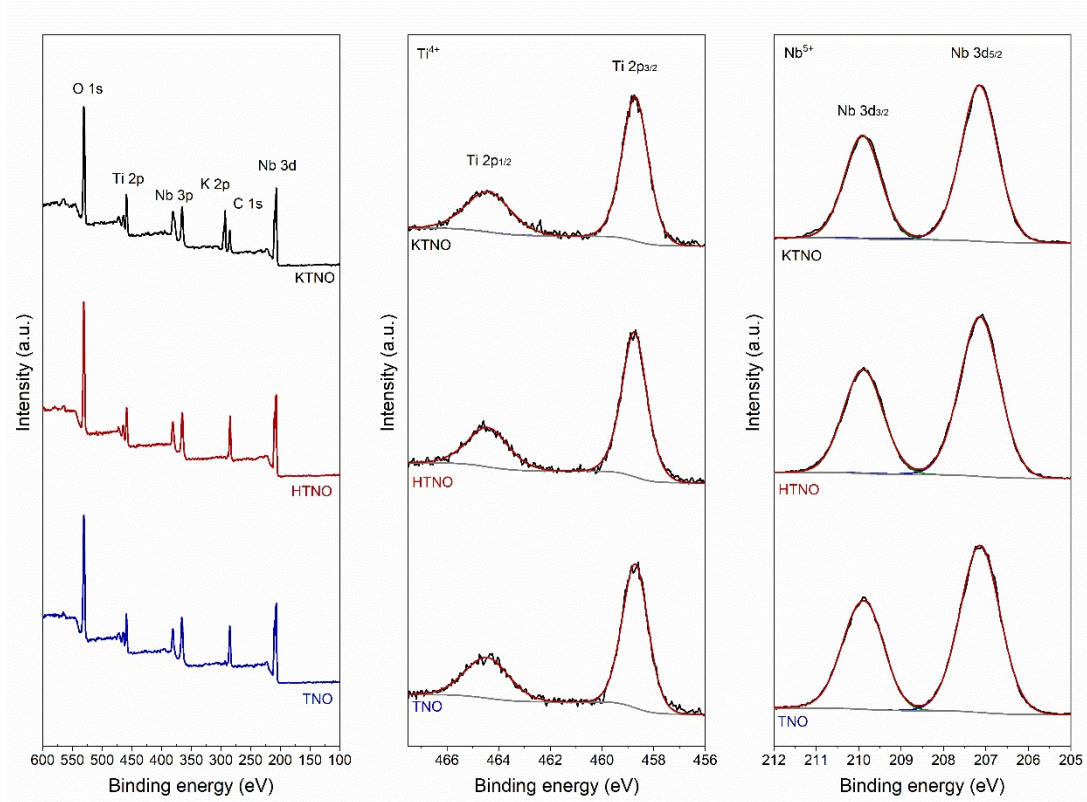 Intensity (a.u.)
O 1s
Ti 2p
Nb 3p
K 2p
C 1s
Nb 3d
KTNO
HTNO
TNO
600 550 500 450 400 350 300 250 200 150 100
Binding energy (eV)
Intensity (a.u.)
Ti4+
Ti 2p1/2
Ti 2p3/2
KTNO
HTNO
TNO
466 464 462 460 458 456
Binding energy (eV)
Intensity (a.u.)
Nb5+
Nb 3d3/2
Nb 3d5/2
KTNO
HTNO
TNO
212 211 210 209 208 207 206 205
Binding energy (eV)